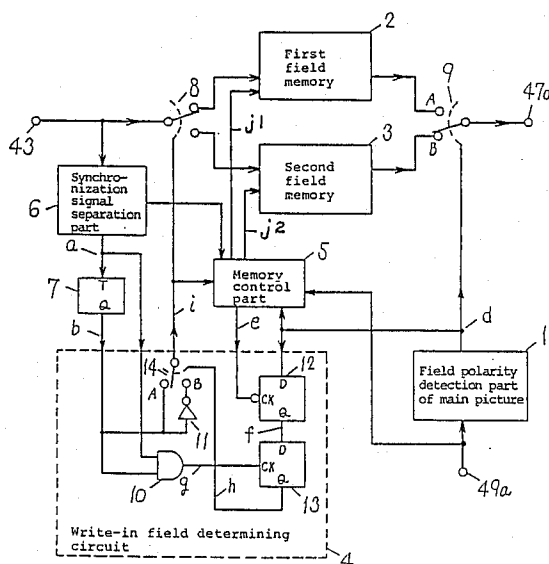 2
First
field
memory
8
9
47a
A
B
43
j1
3
Second
field
memory
Synchro-
nization
signal
separation
part
6
j2
a
5
Memory
control
part
7
T
Q
i
e
d
b
1
Field polarity
detection part
of main picture
14
A
B
12
D
CK
Q
11
f
49a
10
g
h
D
CK
Q
13
Write-in field determining
circuit
4